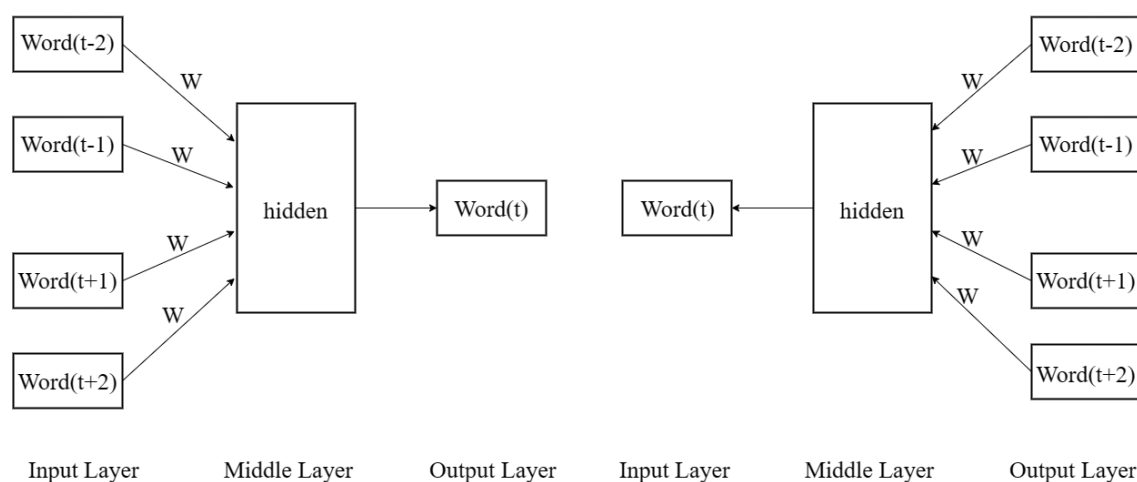 Word(t-2)
W
Word(t-1)
W
hidden
Word(t)
W
Word(t+1)
W
Word(t+2)
Word(t-2)
W
Word(t-1)
W
Word(t)
hidden
W
Word(t+1)
W
Word(t+2)
Input Layer Middle Layer Output Layer Input Layer Middle Layer Output Layer